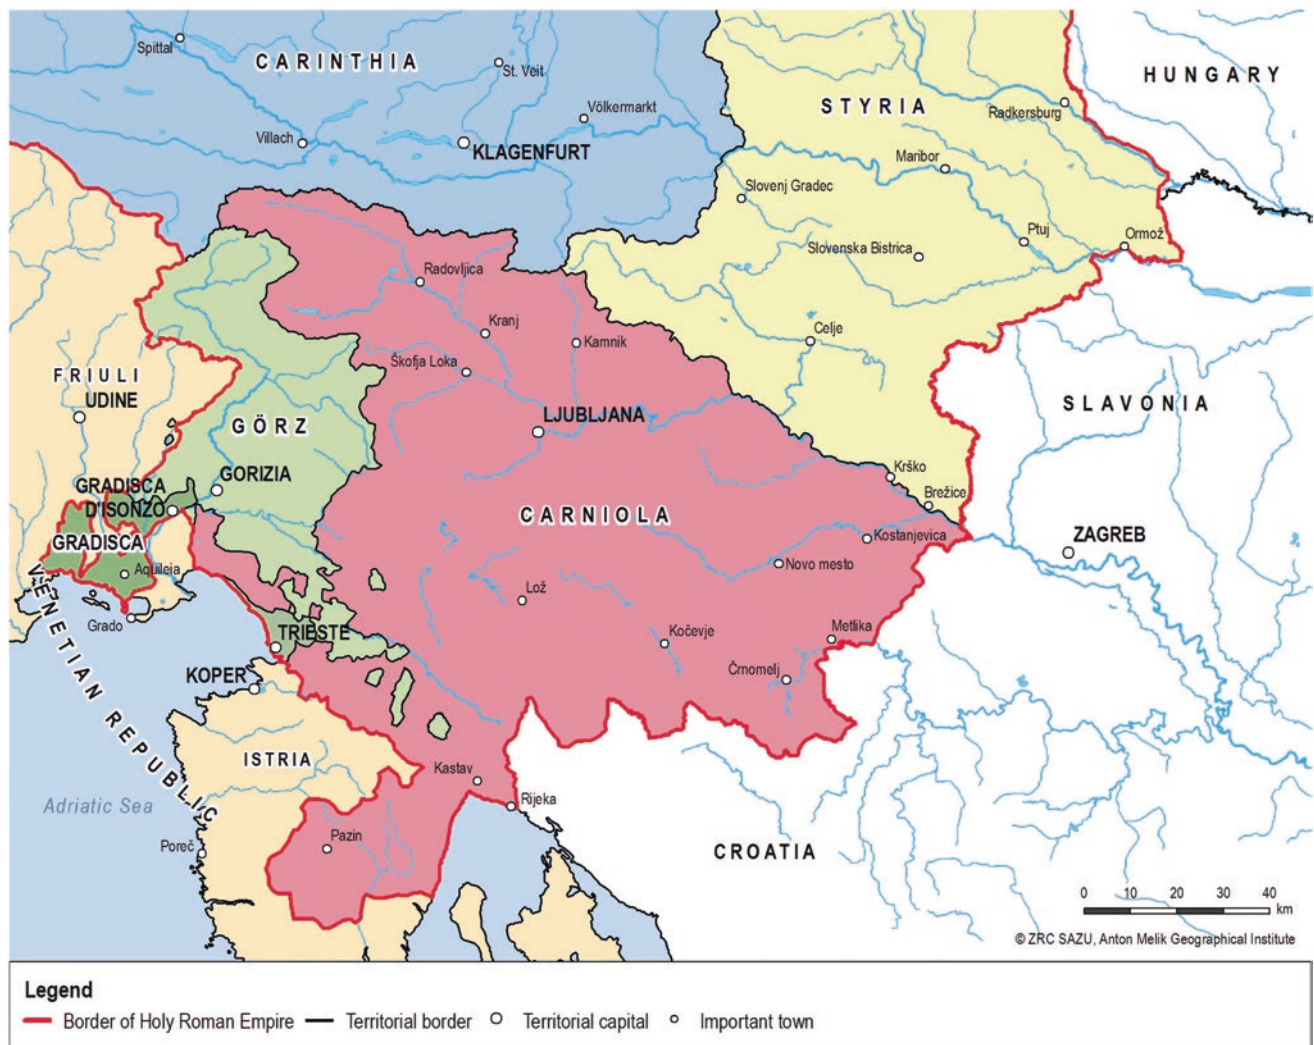 Spittal
CARINTHIA
St. Veit
HUNGARY
STYRIA
Radkersburg
Völkermarkt
Villach
KLAGENFURT
Maribor
Slovenj Gradec
Ptuj
Ormož
Slovenska Bistrica
Radovljica
Kranj
Kamnik
Celje
Škofja Loka
FRIULI
UDINE
SLAVONIA
GÖRZ
LJUBLJANA
GORIZIA
Krško
GRADISCA
D'ISONZO
Brežice
CARNIOLA
GRADISCA
Kostanjevica
ZAGREB
Aquileia
Novo mesto
Lož
Grado
TRIESTE
Kočevje
Metlika
Črnomelj
KOPER
VENETIAN REPUBLIC
ISTRIA
Kastav
Adriatic Sea
Rijeka
Poreč
Pazin
CROATIA
0 10 20 30 40
km
© ZRC SAZU, Anton Melik Geographical Institute
Legend
Border of Holy Roman Empire
Territorial border
Territorial capital
Important town